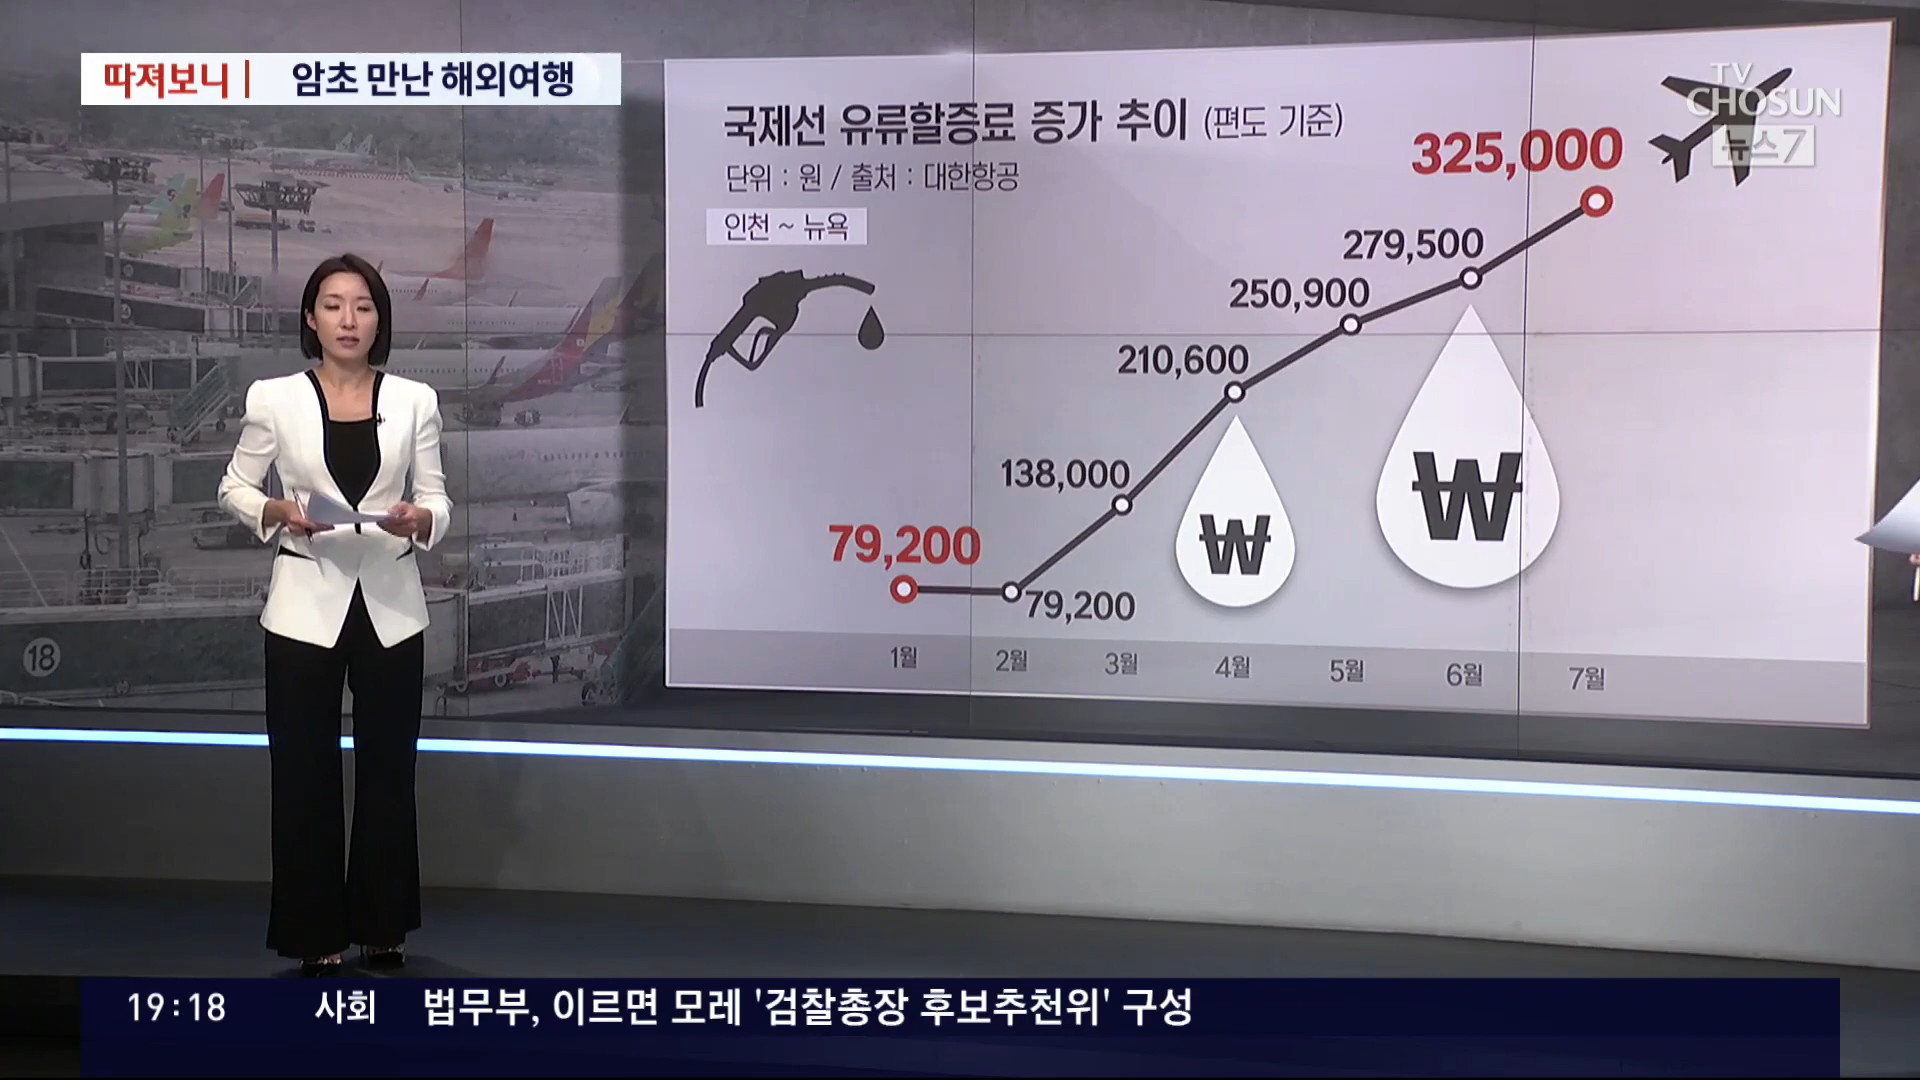 따져보니| 암초 만난 해외여행
TV
CHOSUN
뉴스7
국제선 유류할증료 증가 추이 (편도 기준)
단위 : 원 / 출처 : 대한항공
인천 ~ 뉴욕
325,000
279,500
250,900
210,600
138,000
79,200
79,200
1월 2월 3월 4월 5월 6월 7월
₩
₩
18
19:18 사회 법무부, 이르면 모레 '검찰총장 후보추천위' 구성